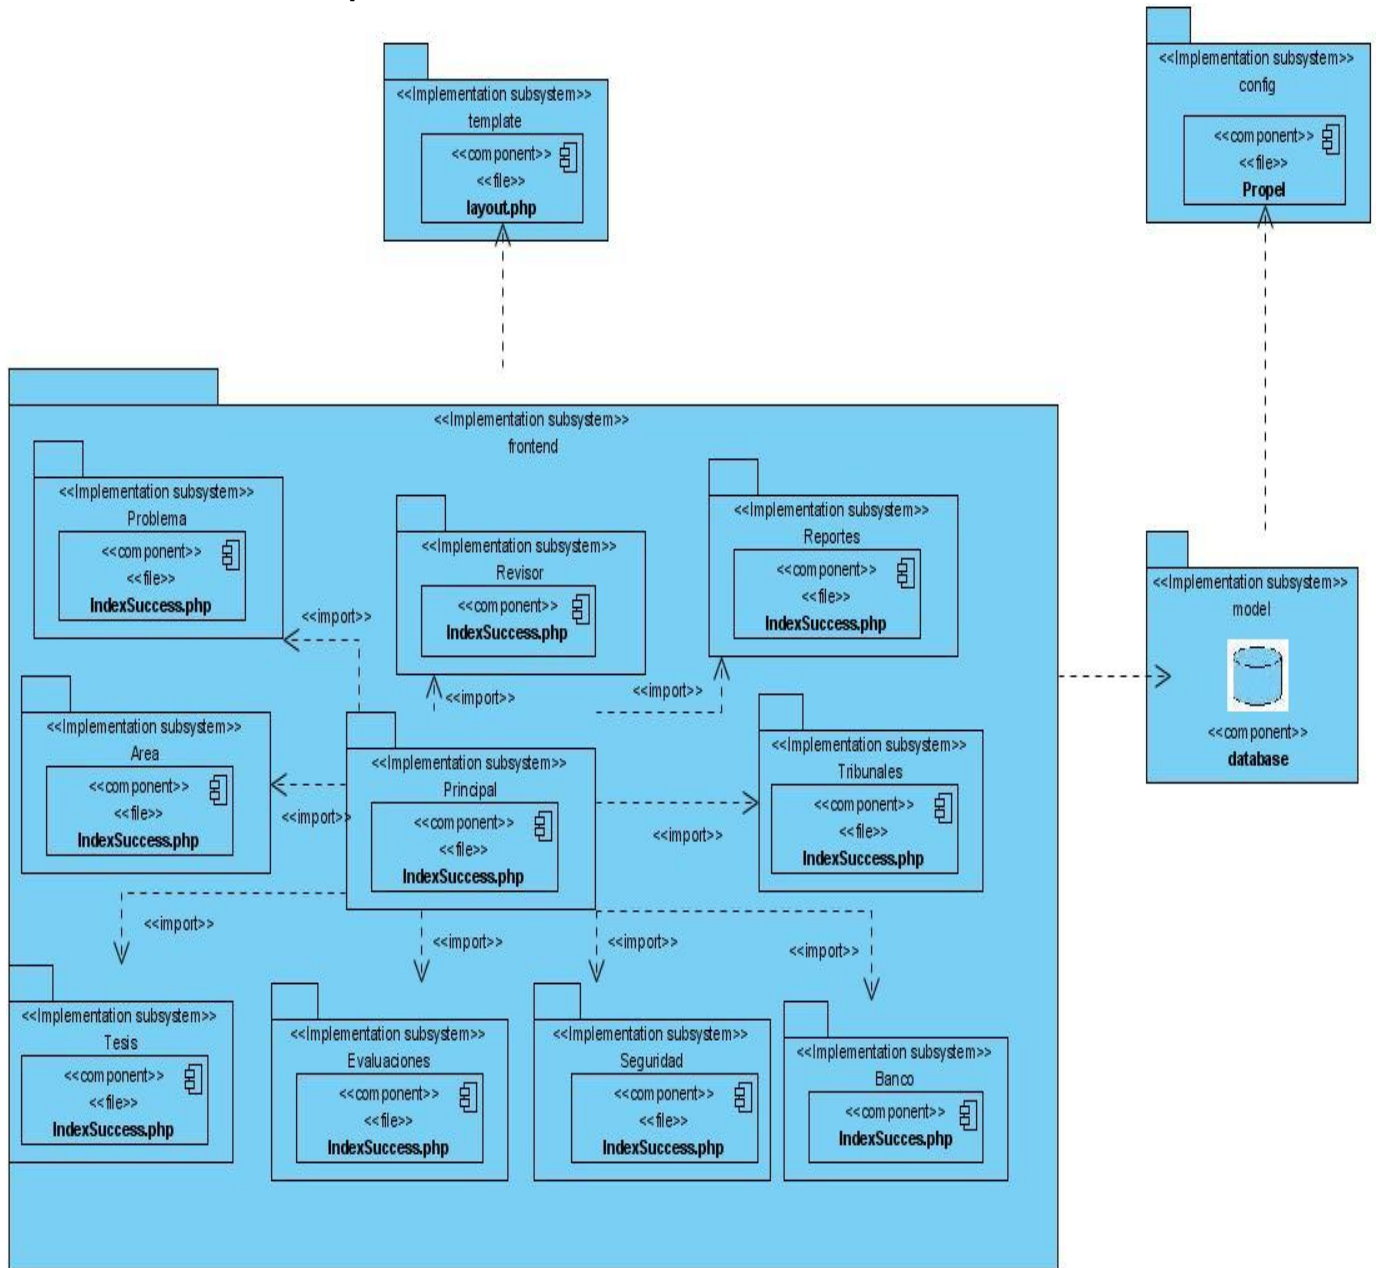 <<Implementation subsystem>>
template
<<component>>
<<file>>
layout.php
<<Implementation subsystem>>
config
<<component>>
<<file>>
Propel
<<Implementation subsystem>>
frontend
<<Implementation subsystem>>
Problema
<<component>>
<<file>>
IndexSuccess.php
<<import>>
<<Implementation subsystem>>
Revisor
<<component>>
IndexSuccess.php
<<import>>
<<Implementation subsystem>>
Reportes
<<component>>
<<file>>
IndexSuccess.php
<<import>>
<<Implementation subsystem>>
model
<<component>>
database
<<Implementation subsystem>>
Area
<<component>>
<<file>>
IndexSuccess.php
<<import>>
<<Implementation subsystem>>
Principal
<<component>>
<<file>>
IndexSuccess.php
<<import>>
<<Implementation subsystem>>
Tribunales
<<component>>
<<file>>
IndexSuccess.php
<<import>>
<<import>>
<<import>>
<<import>>
<<Implementation subsystem>>
Tesis
<<component>>
<<file>>
IndexSuccess.php
<<Implementation subsystem>>
Evaluaciones
<<component>>
<<file>>
IndexSuccess.php
<<Implementation subsystem>>
Seguridad
<<component>>
<<file>>
IndexSuccess.php
<<Implementation subsystem>>
Banco
<<component>>
<<file>>
IndexSucces.php